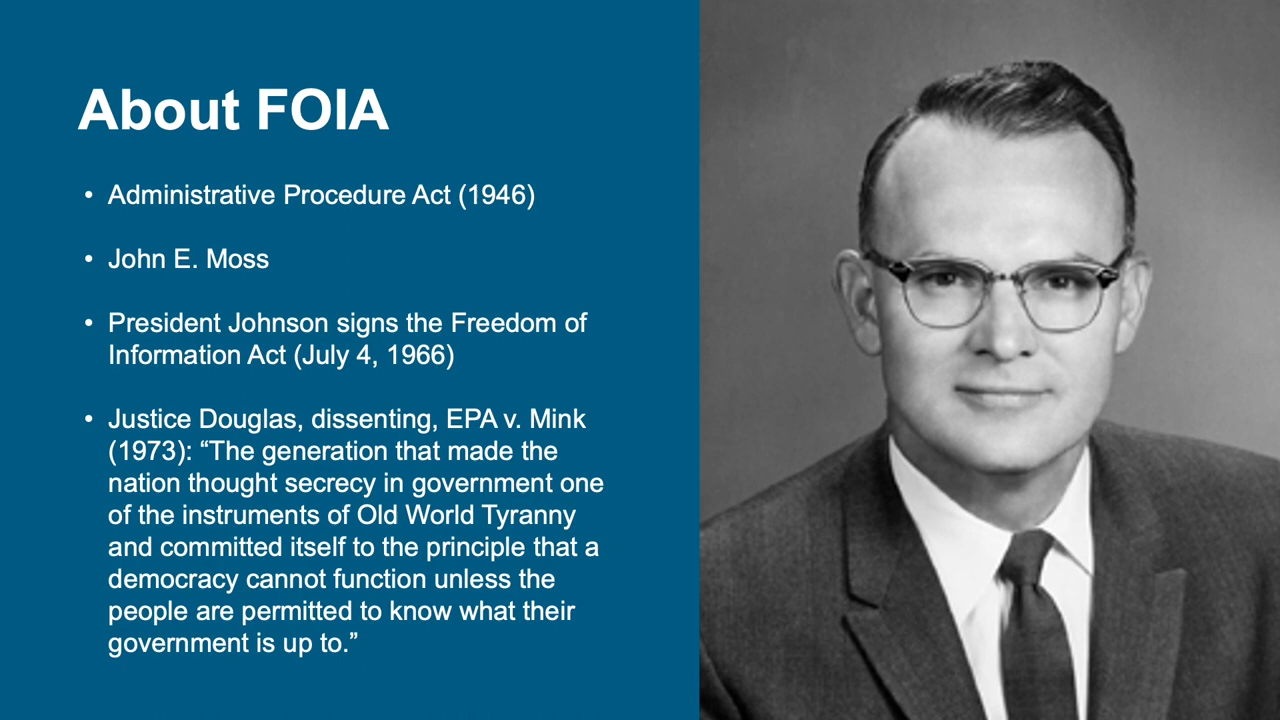 About FOIA
• Administrative Procedure Act (1946)
• John E. Moss
• President Johnson signs the Freedom of
Information Act (July 4, 1966)
• Justice Douglas, dissenting, EPA v. Mink
(1973): “The generation that made the
nation thought secrecy in government one
of the instruments of Old World Tyranny
and committed itself to the principle that a
democracy cannot function unless the
people are permitted to know what their
government is up to.”